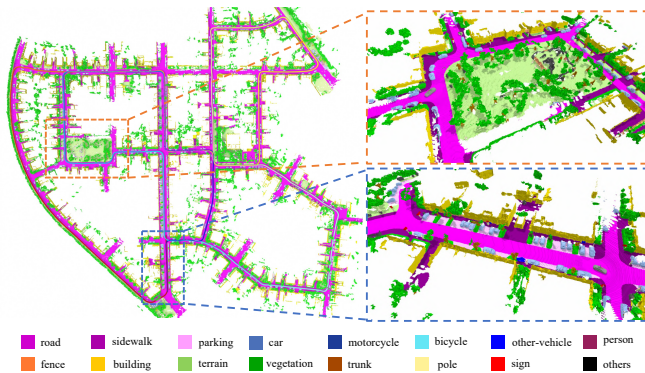 road sidewalk parking car motorcycle bicycle other-vehicle person
fence building terrain vegetation trunk pole sign others